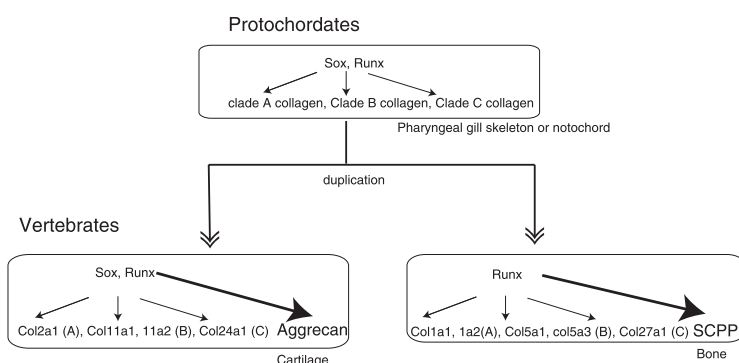 Protochordates
Sox, Runx
clade A collagen, Clade B collagen, Clade C collagen
Pharyngeal gill skeleton or notochord
duplication
Vertebrates
Sox, Runx
Col2a1 (A), Col11a1, 11a2 (B), Col24a1 (C) Aggrecan
Cartilage
Runx
Col1a1, 1a2(A), Col5a1, col5a3 (B), Col27a1 (C) SCPP
Bone